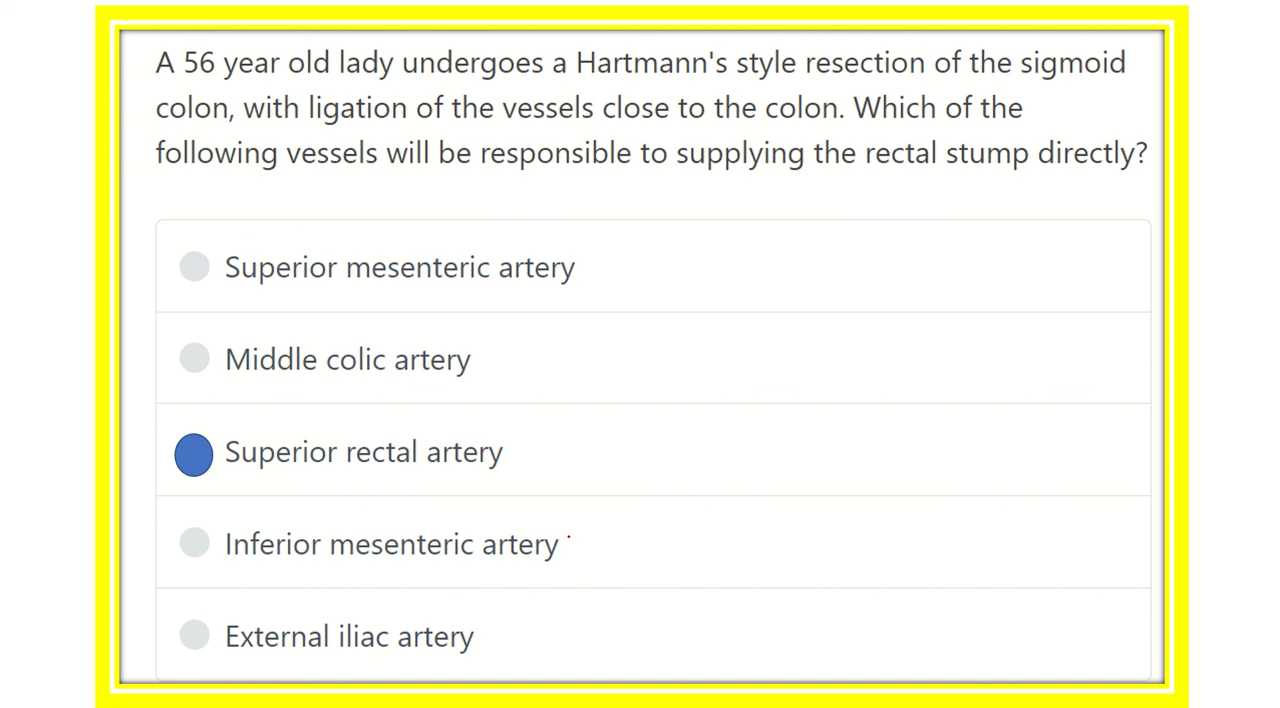 A 56 year old lady undergoes a Hartmann's style resection of the sigmoid
colon, with ligation of the vessels close to the colon. Which of the
following vessels will be responsible to supplying the rectal stump directly?
Superior mesenteric artery
Middle colic artery
Superior rectal artery
Inferior mesenteric artery
External iliac artery